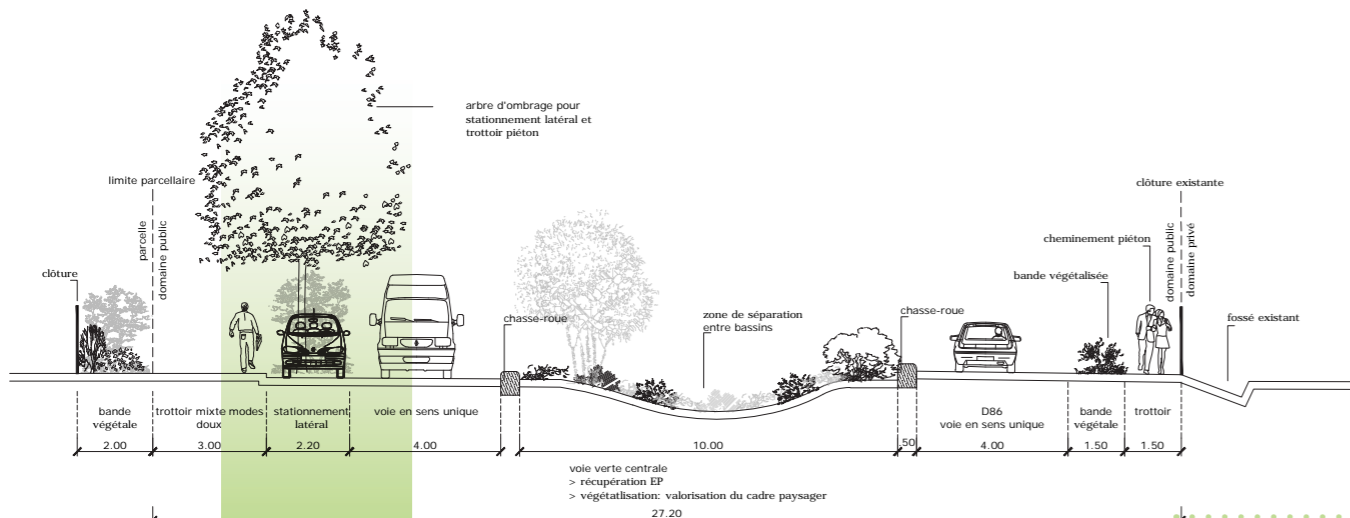 arbre d'ombrage pour
stationnement latéral et
trottoir piéton
limite parcellaire
parcelle
domaine public
clôture
chasse-roue
zone de séparation
entre bassins
chasse-roue
bande végétalisée
cheminement piéton
clôture existante
domaine public
domaine privé
fossé existant
bande
végétale
2.00
trottoir mixte modes
doux
3.00
stationnement
latéral
2.20
voie en sens unique
4.00
10.00
.50
D86
voie en sens unique
4.00
bande
végétale
1.50
trottoir
1.50
voie verte centrale
> récupération EP
> végétatlisation: valorisation du cadre paysager
27.20